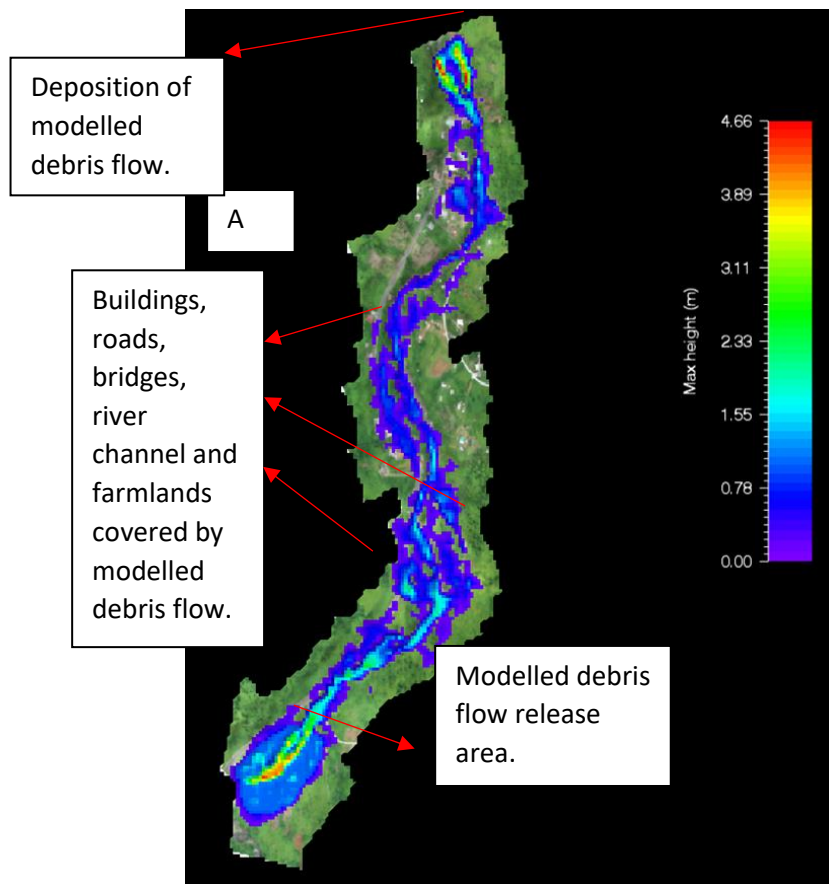 Deposition of
modelled
debris flow.
A
Buildings,
roads,
bridges,
river
channel and
farmlands
covered by
modelled
debris flow.
Modelled debris
flow release
area.
4.66
3.89
3.11
2.33
1.55
0.78
0.00
Max height (m)